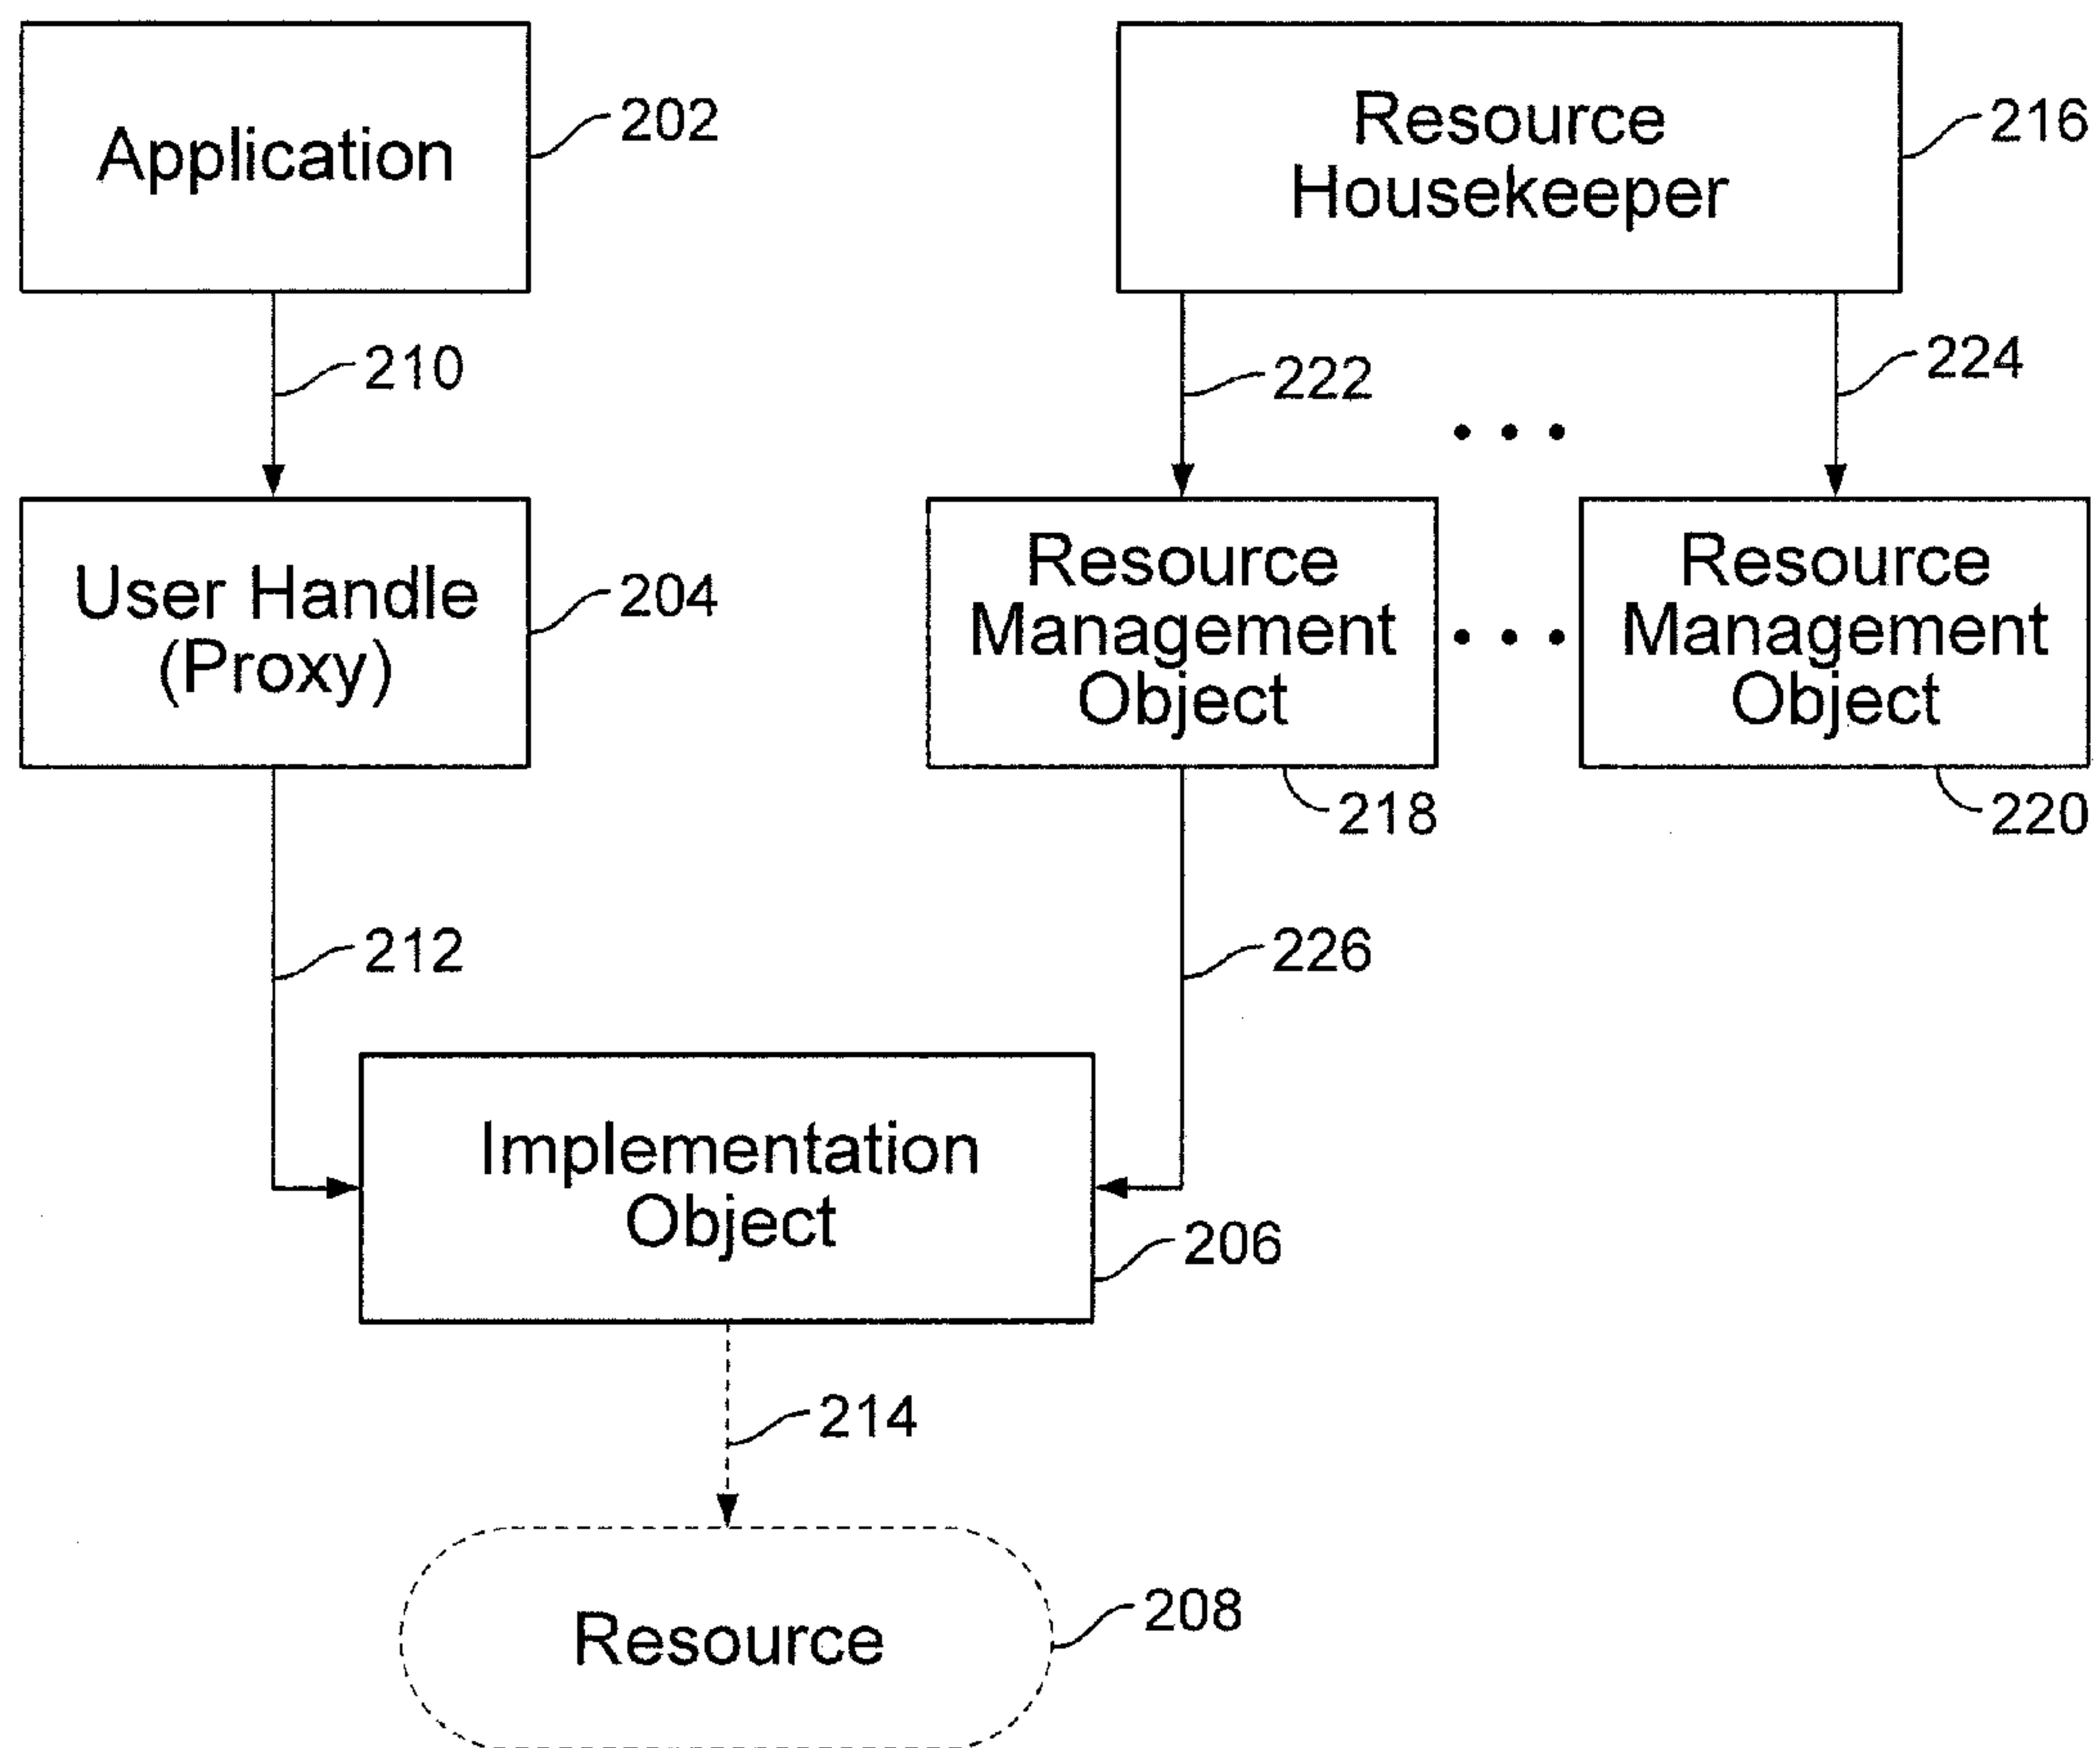 Application
202
Resource
Housekeeper
216
210
222
224
User Handle
(Proxy)
204
Resource
Management
Object
218
Resource
Management
Object
220
212
226
Implementation
Object
206
214
Resource
208